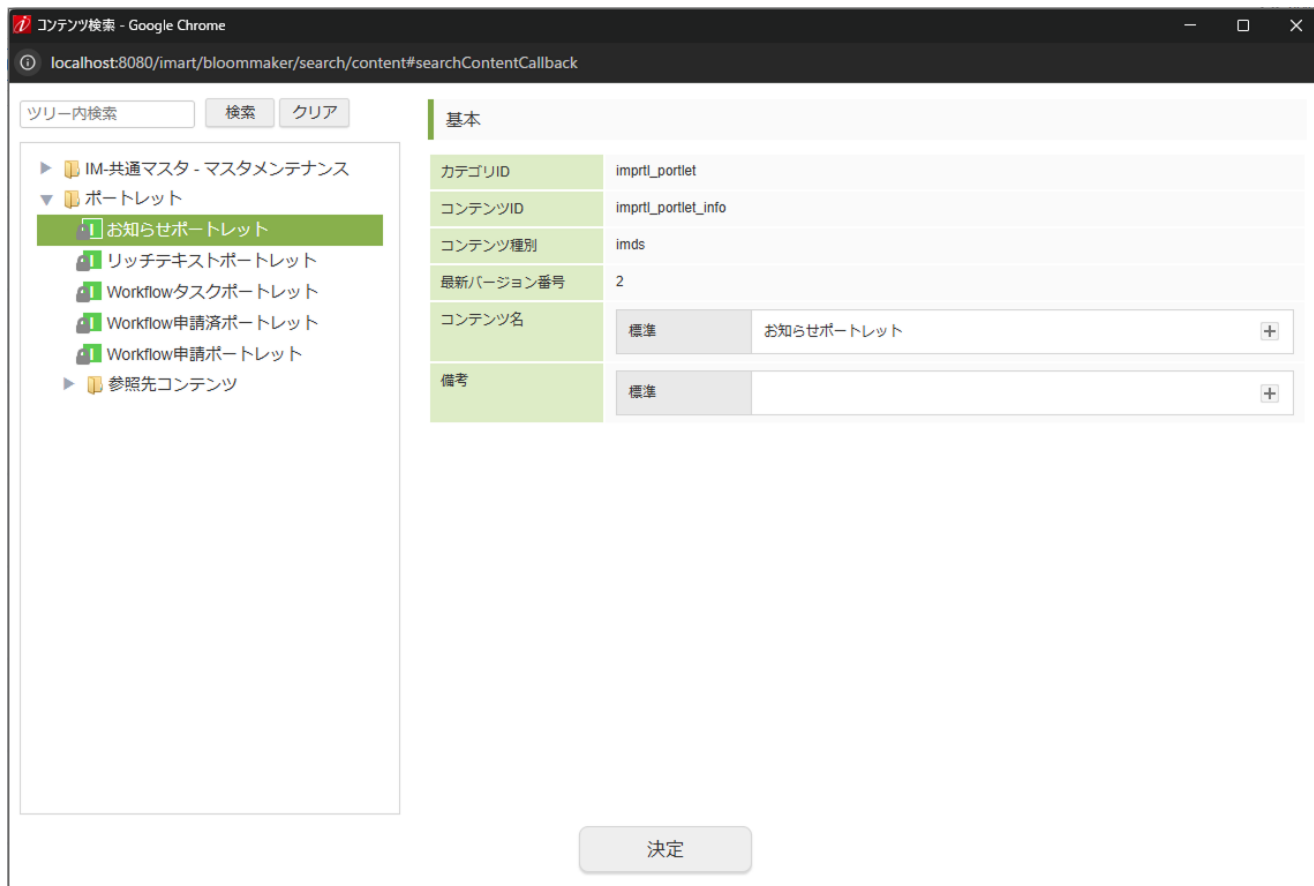 コンテンツ検索 - Google Chrome
localhost:8080/imart/bloommaker/search/content#searchContentCallback
ツリー内検索 検索 クリア
IM-共通マスタ - マスタメンテナンス
ポートレット
お知らせポートレット
リッチテキストポートレット
Workflowタスクポートレット
Workflow申請済ポートレット
Workflow申請ポートレット
参照先コンテンツ
基本
カテゴリID imprtl_portlet
コンテンツID imprtl_portlet_info
コンテンツ種別 imds
最新バージョン番号 2
コンテンツ名 標準 お知らせポートレット
備考 標準
決定